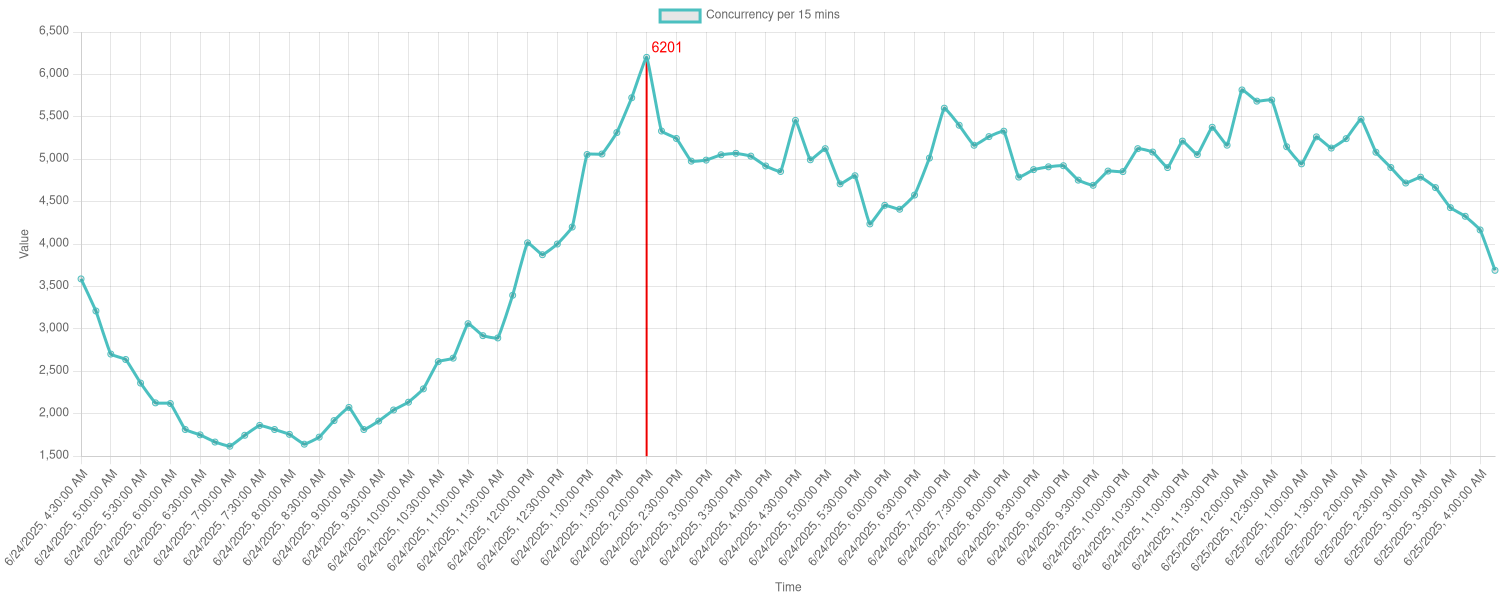 Concurrency per 15 mins
6201
6,500
6,000
5,500
5,000
4,500
4,000
3,500
3,000
2,500
2,000
1,500
Value
6/24/2025, 4:30:00 AM
6/24/2025, 5:00:00 AM
6/24/2025, 5:30:00 AM
6/24/2025, 6:00:00 AM
6/24/2025, 6:30:00 AM
6/24/2025, 7:00:00 AM
6/24/2025, 7:30:00 AM
6/24/2025, 8:00:00 AM
6/24/2025, 8:30:00 AM
6/24/2025, 9:00:00 AM
6/24/2025, 9:30:00 AM
6/24/2025, 10:00:00 AM
6/24/2025, 10:30:00 AM
6/24/2025, 11:00:00 AM
6/24/2025, 11:30:00 AM
6/24/2025, 12:00:00 PM
6/24/2025, 12:30:00 PM
6/24/2025, 1:00:00 PM
6/24/2025, 1:30:00 PM
6/24/2025, 2:00:00 PM
6/24/2025, 2:30:00 PM
6/24/2025, 3:00:00 PM
6/24/2025, 3:30:00 PM
6/24/2025, 4:00:00 PM
6/24/2025, 4:30:00 PM
6/24/2025, 5:00:00 PM
6/24/2025, 5:30:00 PM
6/24/2025, 6:00:00 PM
6/24/2025, 6:30:00 PM
6/24/2025, 7:00:00 PM
6/24/2025, 7:30:00 PM
6/24/2025, 8:00:00 PM
6/24/2025, 8:30:00 PM
6/24/2025, 9:00:00 PM
6/24/2025, 9:30:00 PM
6/24/2025, 10:00:00 PM
6/24/2025, 10:30:00 PM
6/24/2025, 11:00:00 PM
6/24/2025, 11:30:00 PM
6/25/2025, 12:00:00 AM
6/25/2025, 12:30:00 AM
6/25/2025, 1:00:00 AM
6/25/2025, 1:30:00 AM
6/25/2025, 2:00:00 AM
6/25/2025, 2:30:00 AM
6/25/2025, 3:00:00 AM
6/25/2025, 3:30:00 AM
6/25/2025, 4:00:00 AM
Time